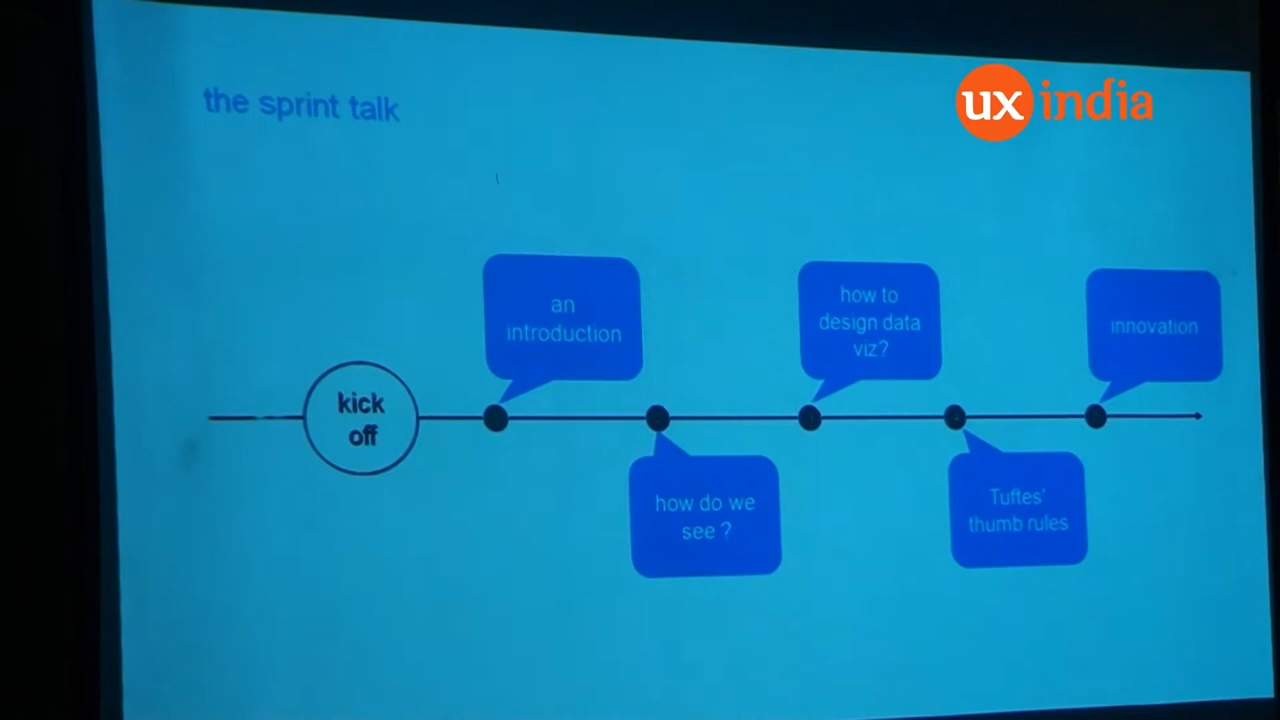 the sprint talk
ux india
an
introduction
how to
design data
viz?
innovation
kick
off
how do we
see ?
Tuftes'
thumb rules